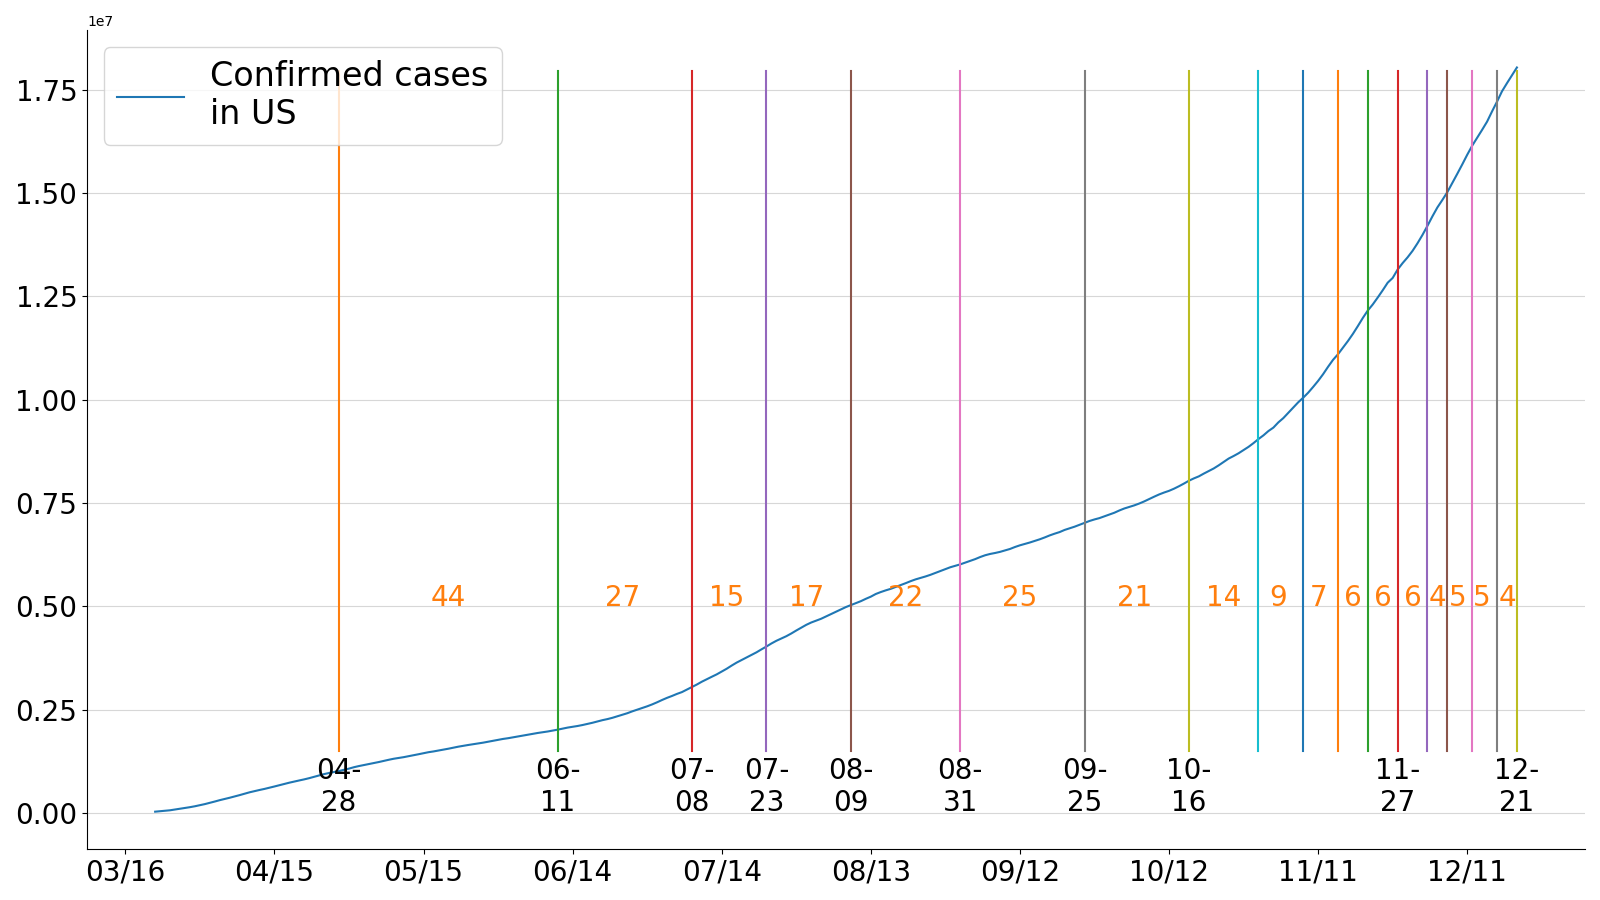 1e7
Confirmed cases
in US
1.75
1.50
1.25
1.00
0.75
0.50
0.25
0.00
44 27 15 17 22 25 21 14 9 7 6 6 6 4 5 5 4
04- 06- 07- 07- 08- 08- 09- 10- 11- 12-
28 11 08 23 09 31 25 16 27 21
03/16 04/15 05/15 06/14 07/14 08/13 09/12 10/12 11/11 12/11